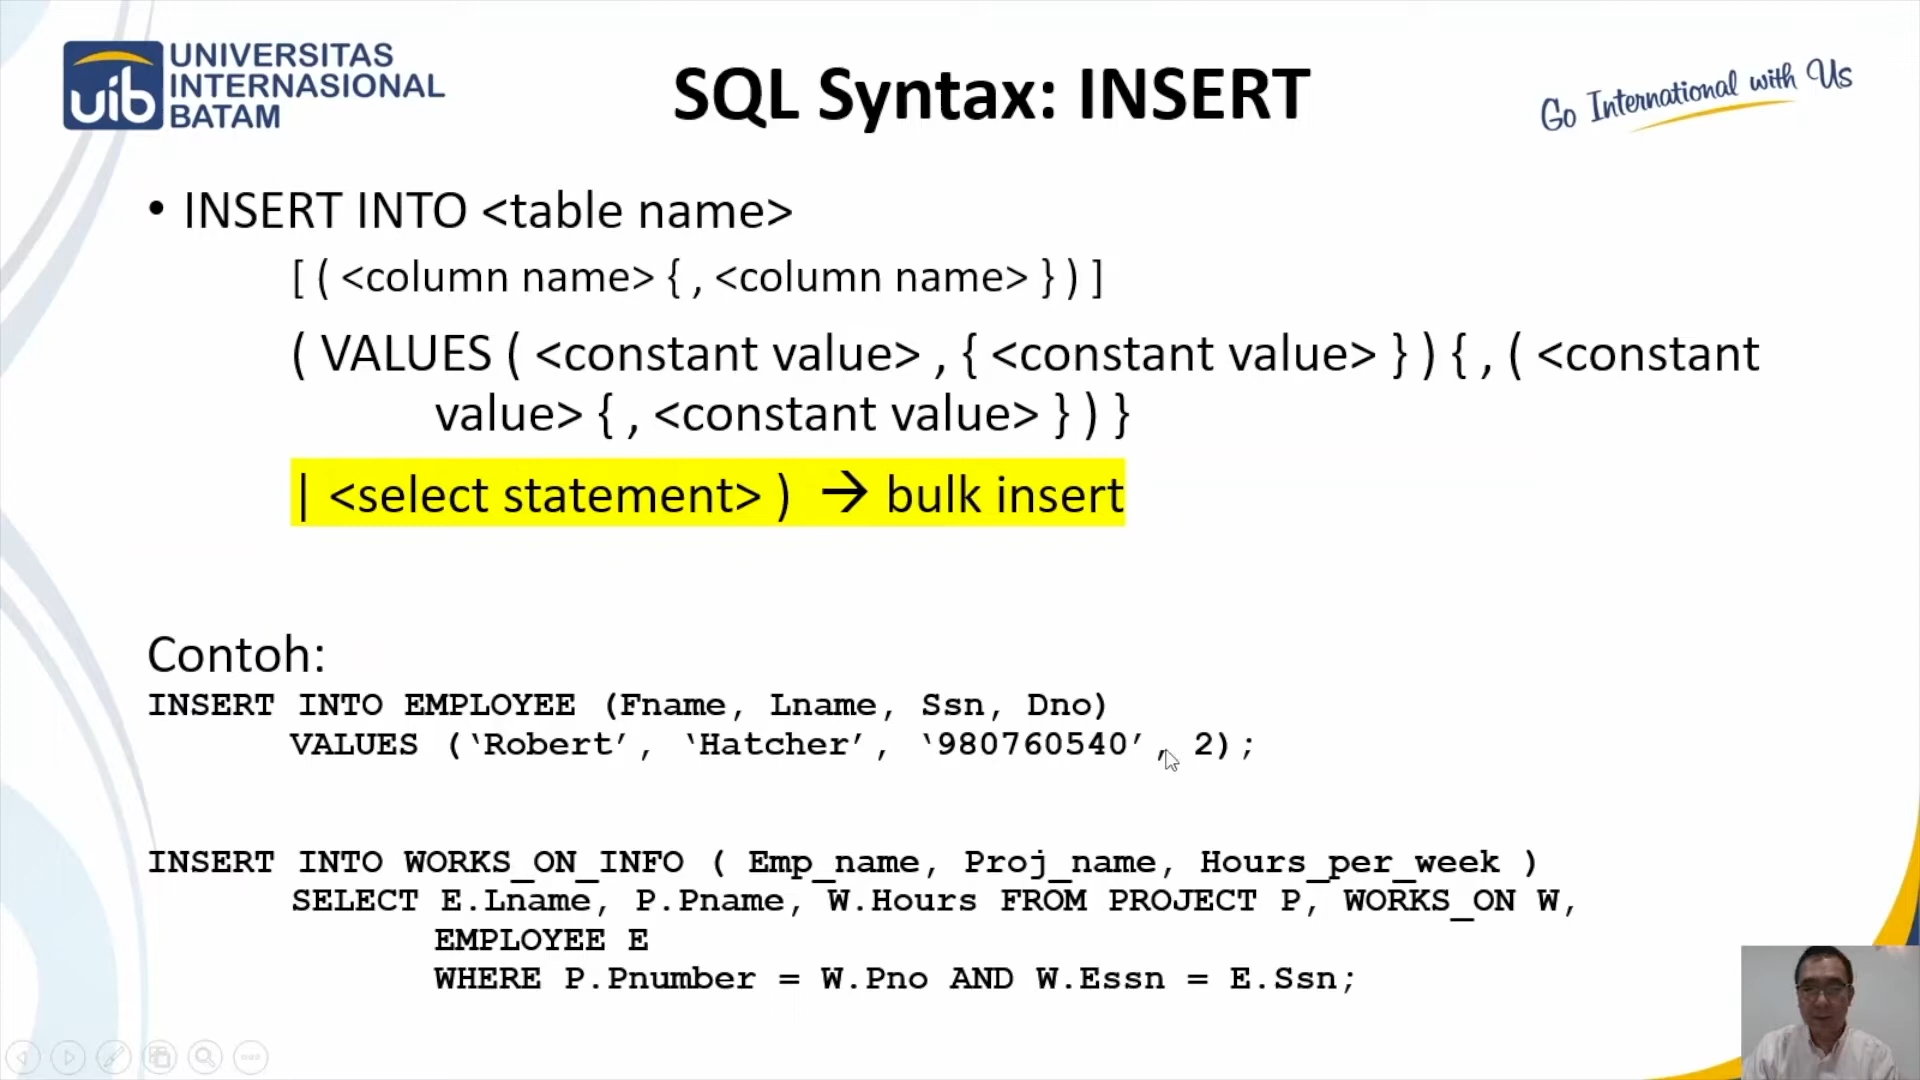 UNIVERSITAS
INTERNASIONAL
BATAM
uib
SQL Syntax: INSERT
Go International with Us
• INSERT INTO <table name>
[ ( <column name> { , <column name> } ) ]
( VALUES ( <constant value> , { <constant value> } ) { , ( <constant
value> { , <constant value> } ) }
| <select statement> ) → bulk insert
Contoh:
INSERT INTO EMPLOYEE (Fname, Lname, Ssn, Dno)
VALUES (‘Robert’, ‘Hatcher’, ‘980760540’, 2);
INSERT INTO WORKS_ON_INFO ( Emp_name, Proj_name, Hours_per_week )
SELECT E.Lname, P.Pname, W.Hours FROM PROJECT P, WORKS_ON W,
EMPLOYEE E
WHERE P.Pnumber = W.Pno AND W.Essn = E.Ssn;